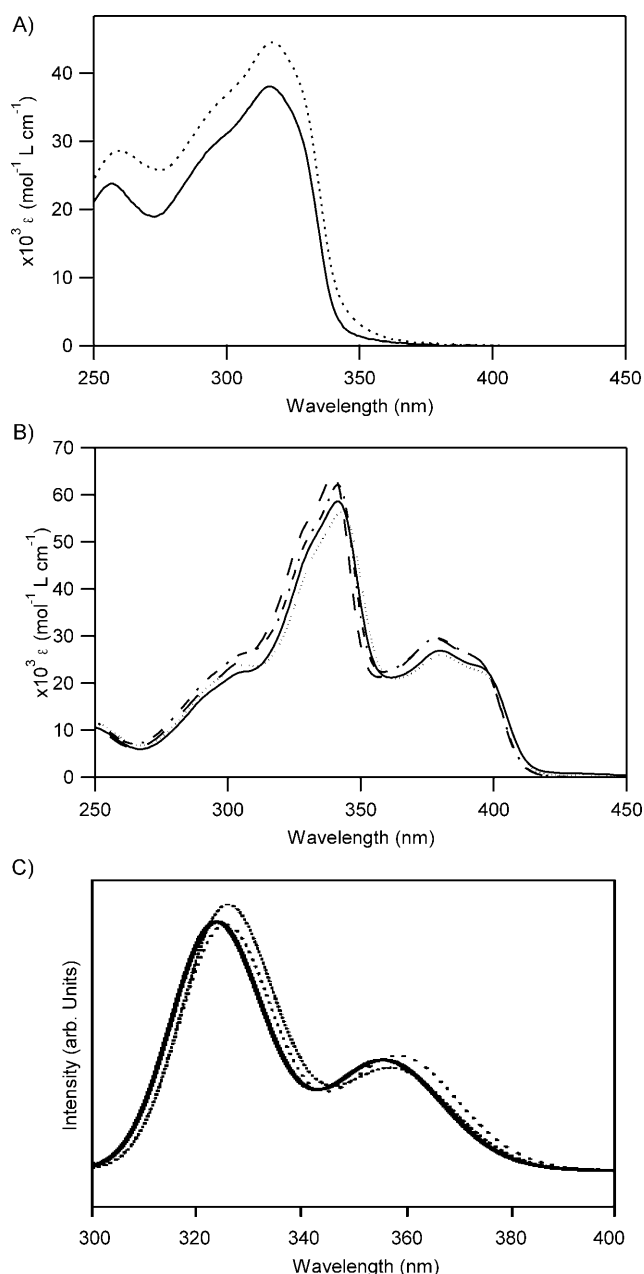 A)
x10³ ε (mol⁻¹ L cm⁻¹)
40
30
20
10
0
250 300 350 400 450
Wavelength (nm)
B)
x10³ ε (mol⁻¹ L cm⁻¹)
70
60
50
40
30
20
10
0
250 300 350 400 450
Wavelength (nm)
C)
Intensity (arb. Units)
300 320 340 360 380 400
Wavelength (nm)